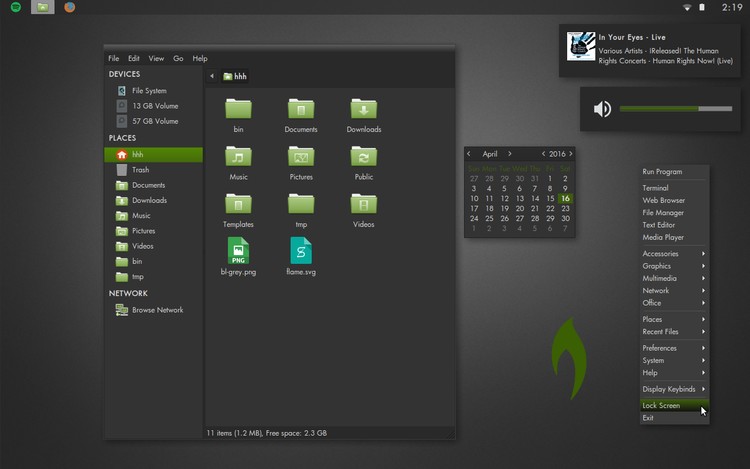 2:19
In Your Eyes - Live
Various Artists - ¡Released! The Human
Rights Concerts - Human Rights Now! (Live)
File Edit View Go Help
DEVICES
File System
13 GB Volume
57 GB Volume
PLACES
hhh
Trash
Documents
Downloads
Music
Pictures
Videos
bin
tmp
NETWORK
Browse Network
hhh
bin Documents Downloads
Music Pictures Public
Templates tmp Videos
PNG
bl-grey.png flame.svg
11 items (1.2 MB), Free space: 2.3 GB
April 2016
Sun Mon Tue Wed Thu Fri Sat
27 28 29 30 31 1 2
3 4 5 6 7 8 9
10 11 12 13 14 15 16
17 18 19 20 21 22 23
24 25 26 27 28 29 30
1 2 3 4 5 6 7
Run Program
Terminal
Web Browser
File Manager
Text Editor
Media Player
Accessories
Graphics
Multimedia
Network
Office
Places
Recent Files
Preferences
System
Help
Display Keybinds
Lock Screen
Exit